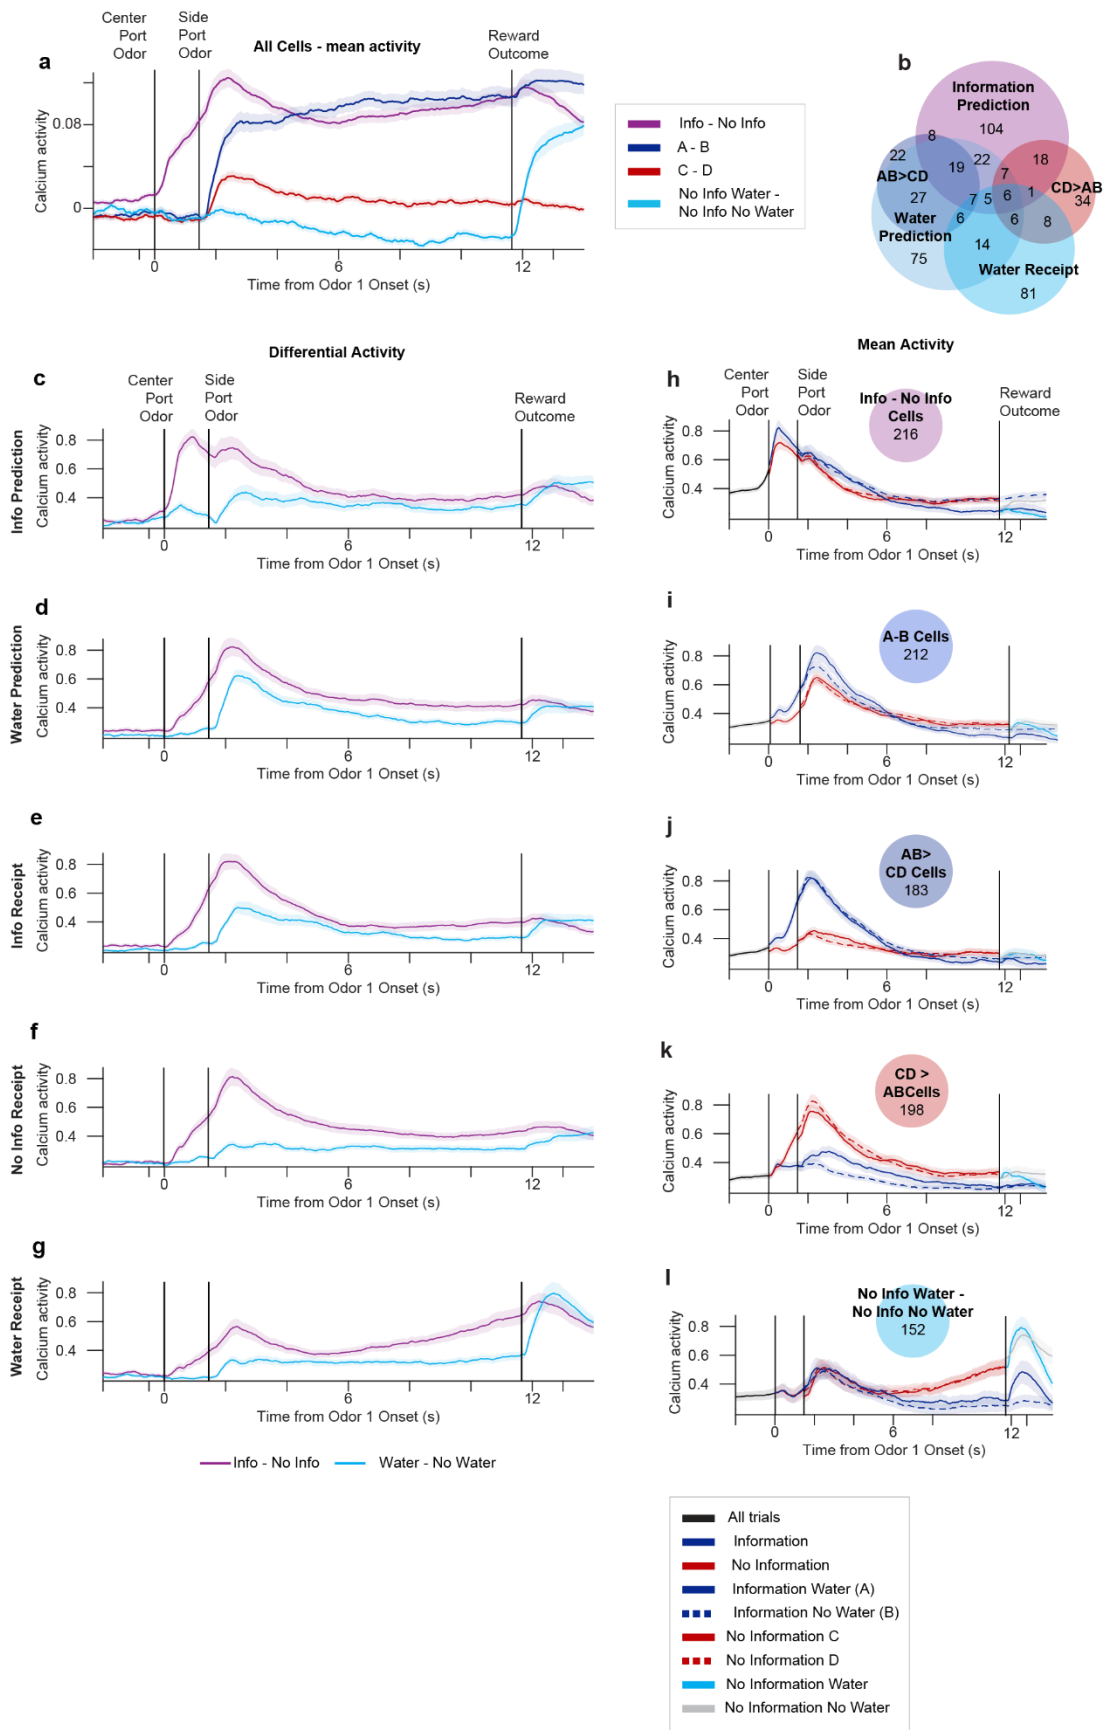 Center
Port
Odor
Side
Port
Odor
All Cells - mean activity
Reward
Outcome
a
Calcium activity
0.08
0
0
6
12
Time from Odor 1 Onset (s)
Info - No Info
A - B
C - D
No Info Water -
No Info No Water
b
Information
Prediction
104
8
22
22
18
19
7
AB>CD
CD>AB
27
7
5
6
1
34
6
6
8
Water
Prediction
14
75
Water Receipt
81
Differential Activity
c
Center
Port
Odor
Side
Port
Odor
Reward
Outcome
Info Prediction
Calcium activity
0.8
0.6
0.4
0
6
12
Time from Odor 1 Onset (s)
d
Water Prediction
Calcium activity
0.8
0.6
0.4
0
6
12
Time from Odor 1 Onset (s)
e
Info Receipt
Calcium activity
0.8
0.6
0.4
0
6
12
Time from Odor 1 Onset (s)
f
No Info Receipt
Calcium activity
0.8
0.6
0.4
0
6
12
Time from Odor 1 Onset (s)
g
Water Receipt
Calcium activity
0.8
0.6
0.4
0
6
12
Time from Odor 1 Onset (s)
Info - No Info
Water - No Water
Mean Activity
h
Center
Port
Odor
Side
Port
Odor
Info - No Info
Cells
216
Reward
Outcome
Calcium activity
0.8
0.6
0.4
0
6
12
Time from Odor 1 Onset (s)
i
A-B Cells
212
Calcium activity
0.8
0.6
0.4
0
6
12
Time from Odor 1 Onset (s)
j
AB>
CD Cells
183
Calcium activity
0.8
0.6
0.4
0
6
12
Time from Odor 1 Onset (s)
k
CD >
ABCells
198
Calcium activity
0.8
0.6
0.4
0
6
12
Time from Odor 1 Onset (s)
l
No Info Water -
No Info No Water
152
Calcium activity
0.8
0.6
0.4
0
6
12
Time from Odor 1 Onset (s)
All trials
Information
No Information
Information Water (A)
Information No Water (B)
No Information C
No Information D
No Information Water
No Information No Water